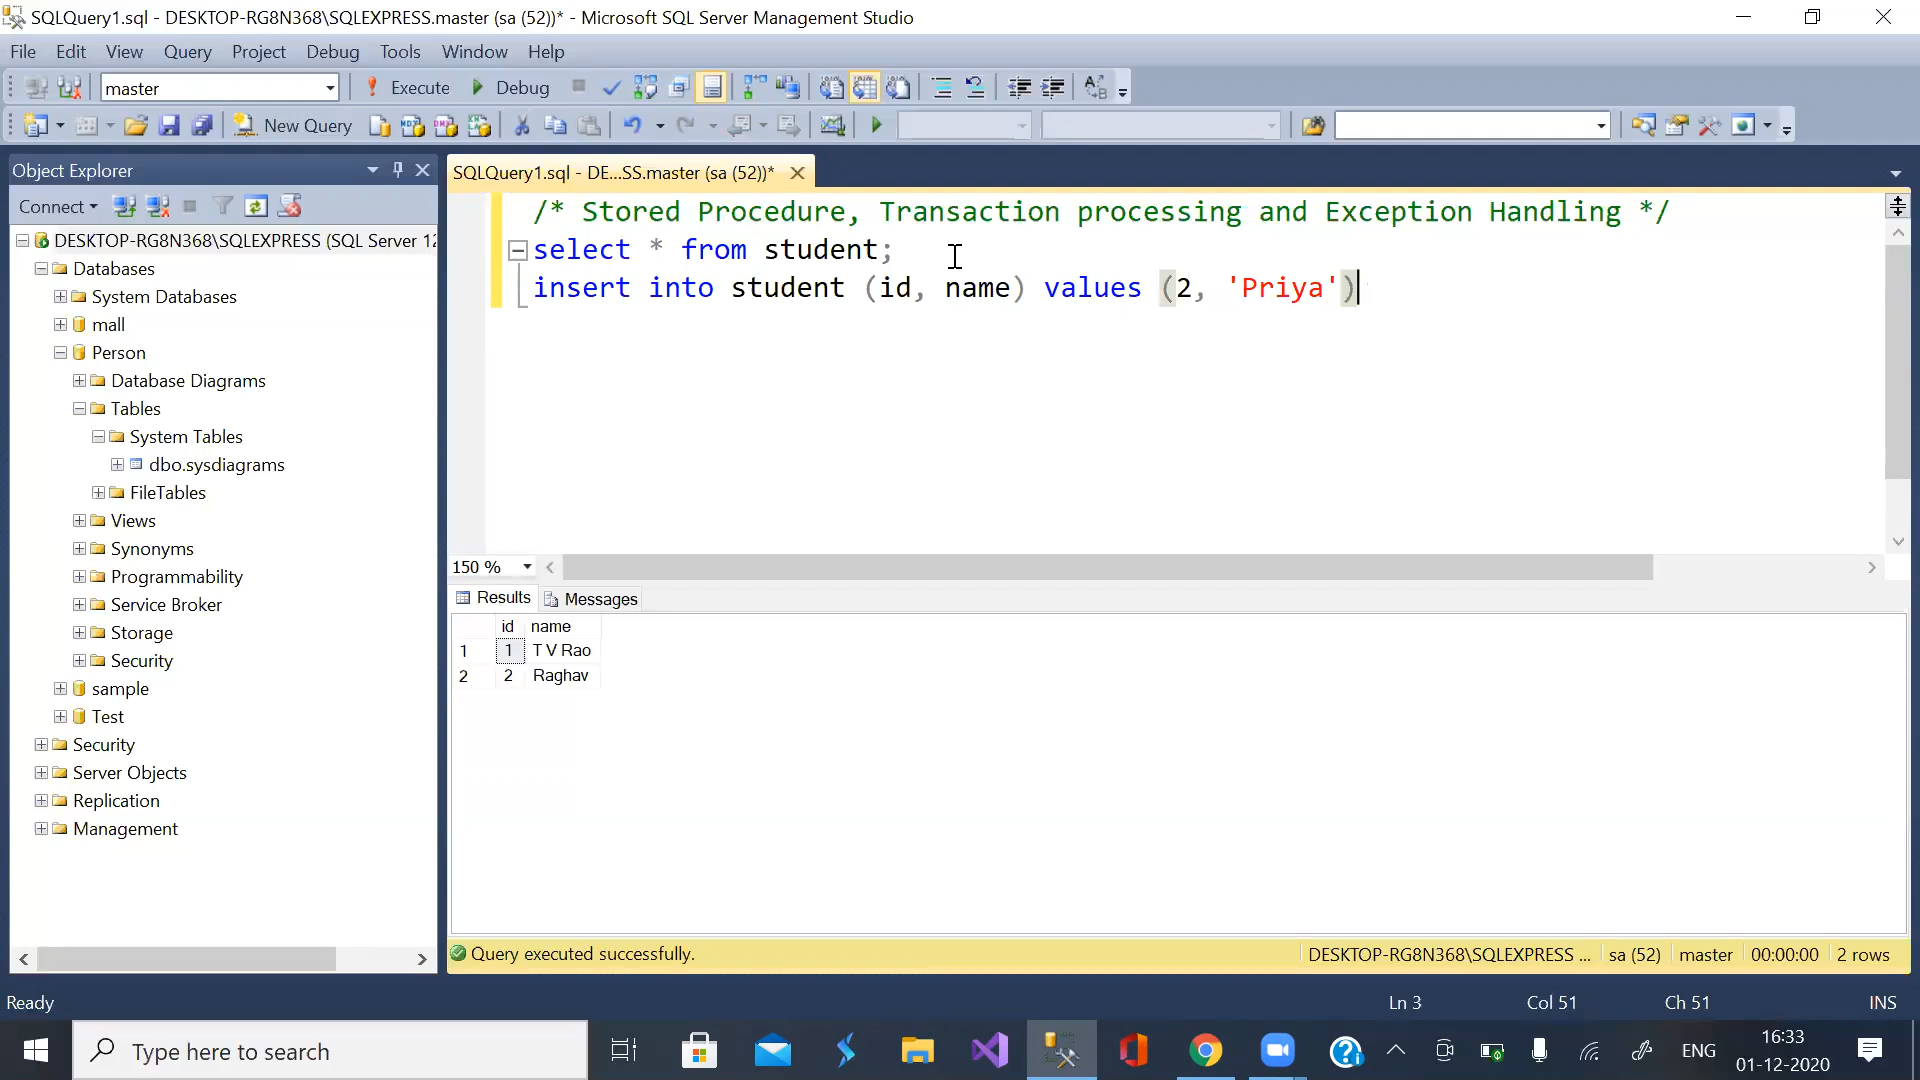 SQLQuery1.sql - DESKTOP-RG8N368\SQLEXPRESS.master (sa (52))* - Microsoft SQL Server Management Studio
File Edit View Query Project Debug Tools Window Help
master Execute Debug
New Query
Object Explorer
Connect
DESKTOP-RG8N368\SQLEXPRESS (SQL Server 12
Databases
System Databases
mall
Person
Database Diagrams
Tables
System Tables
dbo.sysdiagrams
FileTables
Views
Synonyms
Programmability
Service Broker
Storage
Security
sample
Test
Security
Server Objects
Replication
Management
SQLQuery1.sql - DE...SS.master (sa (52))*
/* Stored Procedure, Transaction processing and Exception Handling */
select * from student;
insert into student (id, name) values (2, 'Priya')
150 %
Results Messages
id name
1 1 T V Rao
2 2 Raghav
Query executed successfully. DESKTOP-RG8N368\SQLEXPRESS ... sa (52) master 00:00:00 2 rows
Ready Ln 3 Col 51 Ch 51 INS
Type here to search ENG 16:33
01-12-2020